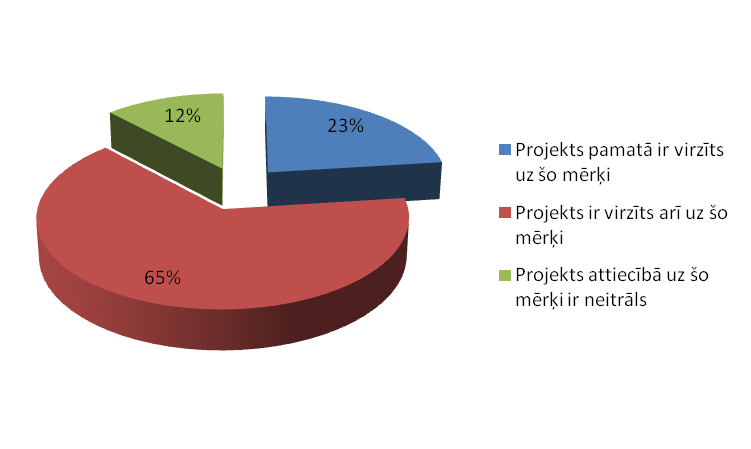 12%
23%
65%
Projekts pamatā ir virzīts
uz šo mērķi
Projekts ir virzīts arī uz šo
mērķi
Projekts attiecībā uz šo
mērķi ir neitrāls